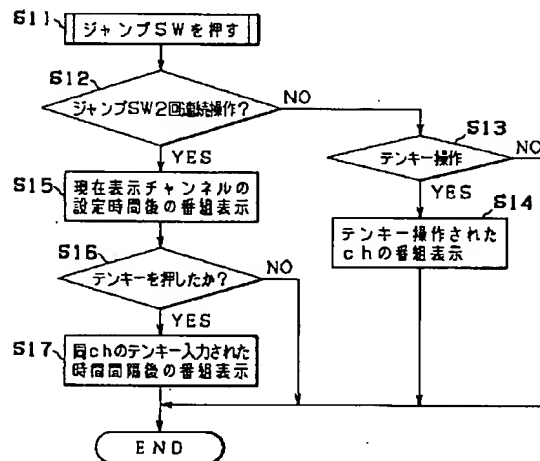 S11
ジャンプSWを押す
S12
ジャンプSW2回連続操作?
NO
S13
テンキー操作
NO
YES
S15
現在表示チャンネルの
設定時間後の番組表示
YES
S14
テンキー操作された
chの番組表示
S16
テンキーを押したか?
NO
YES
S17
同chのテンキー入力された
時間間隔後の番組表示
END